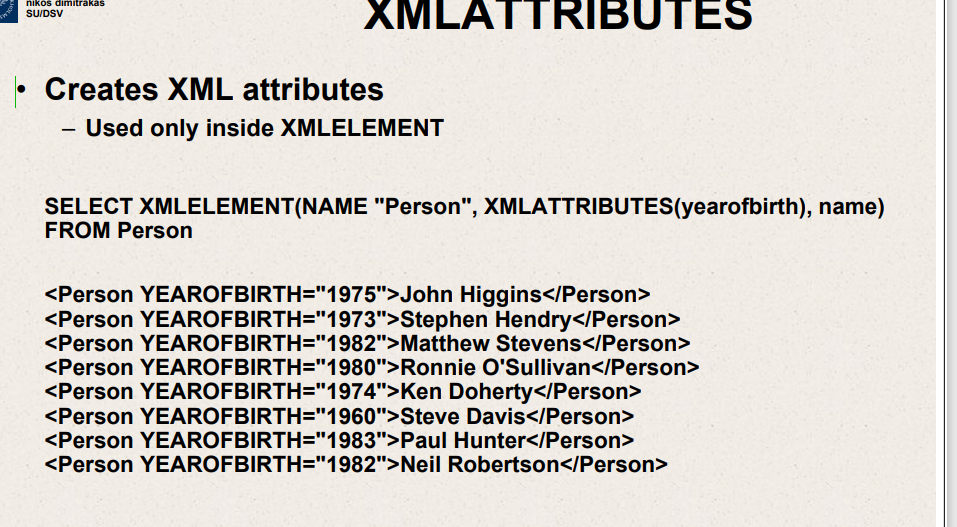 nikos dimitrakas
SU/DSV
XMLATTRIBUTES
• Creates XML attributes
– Used only inside XMLELEMENT
SELECT XMLELEMENT(NAME "Person", XMLATTRIBUTES(yearofbirth), name)
FROM Person
<Person YEAROFBIRTH="1975">John Higgins</Person>
<Person YEAROFBIRTH="1973">Stephen Hendry</Person>
<Person YEAROFBIRTH="1982">Matthew Stevens</Person>
<Person YEAROFBIRTH="1980">Ronnie O'Sullivan</Person>
<Person YEAROFBIRTH="1974">Ken Doherty</Person>
<Person YEAROFBIRTH="1960">Steve Davis</Person>
<Person YEAROFBIRTH="1983">Paul Hunter</Person>
<Person YEAROFBIRTH="1982">Neil Robertson</Person>